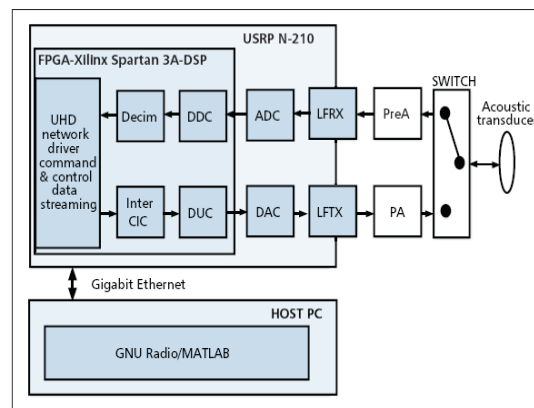 USRP N-210
FPGA-Xilinx Spartan 3A-DSP
UHD
network
driver
command
& control
data
streaming
Decim
DDC
ADC
LFRX
PreA
SWITCH
Acoustic
transducer
Inter
CIC
DUC
DAC
LFTX
PA
Gigabit Ethernet
HOST PC
GNU Radio/MATLAB